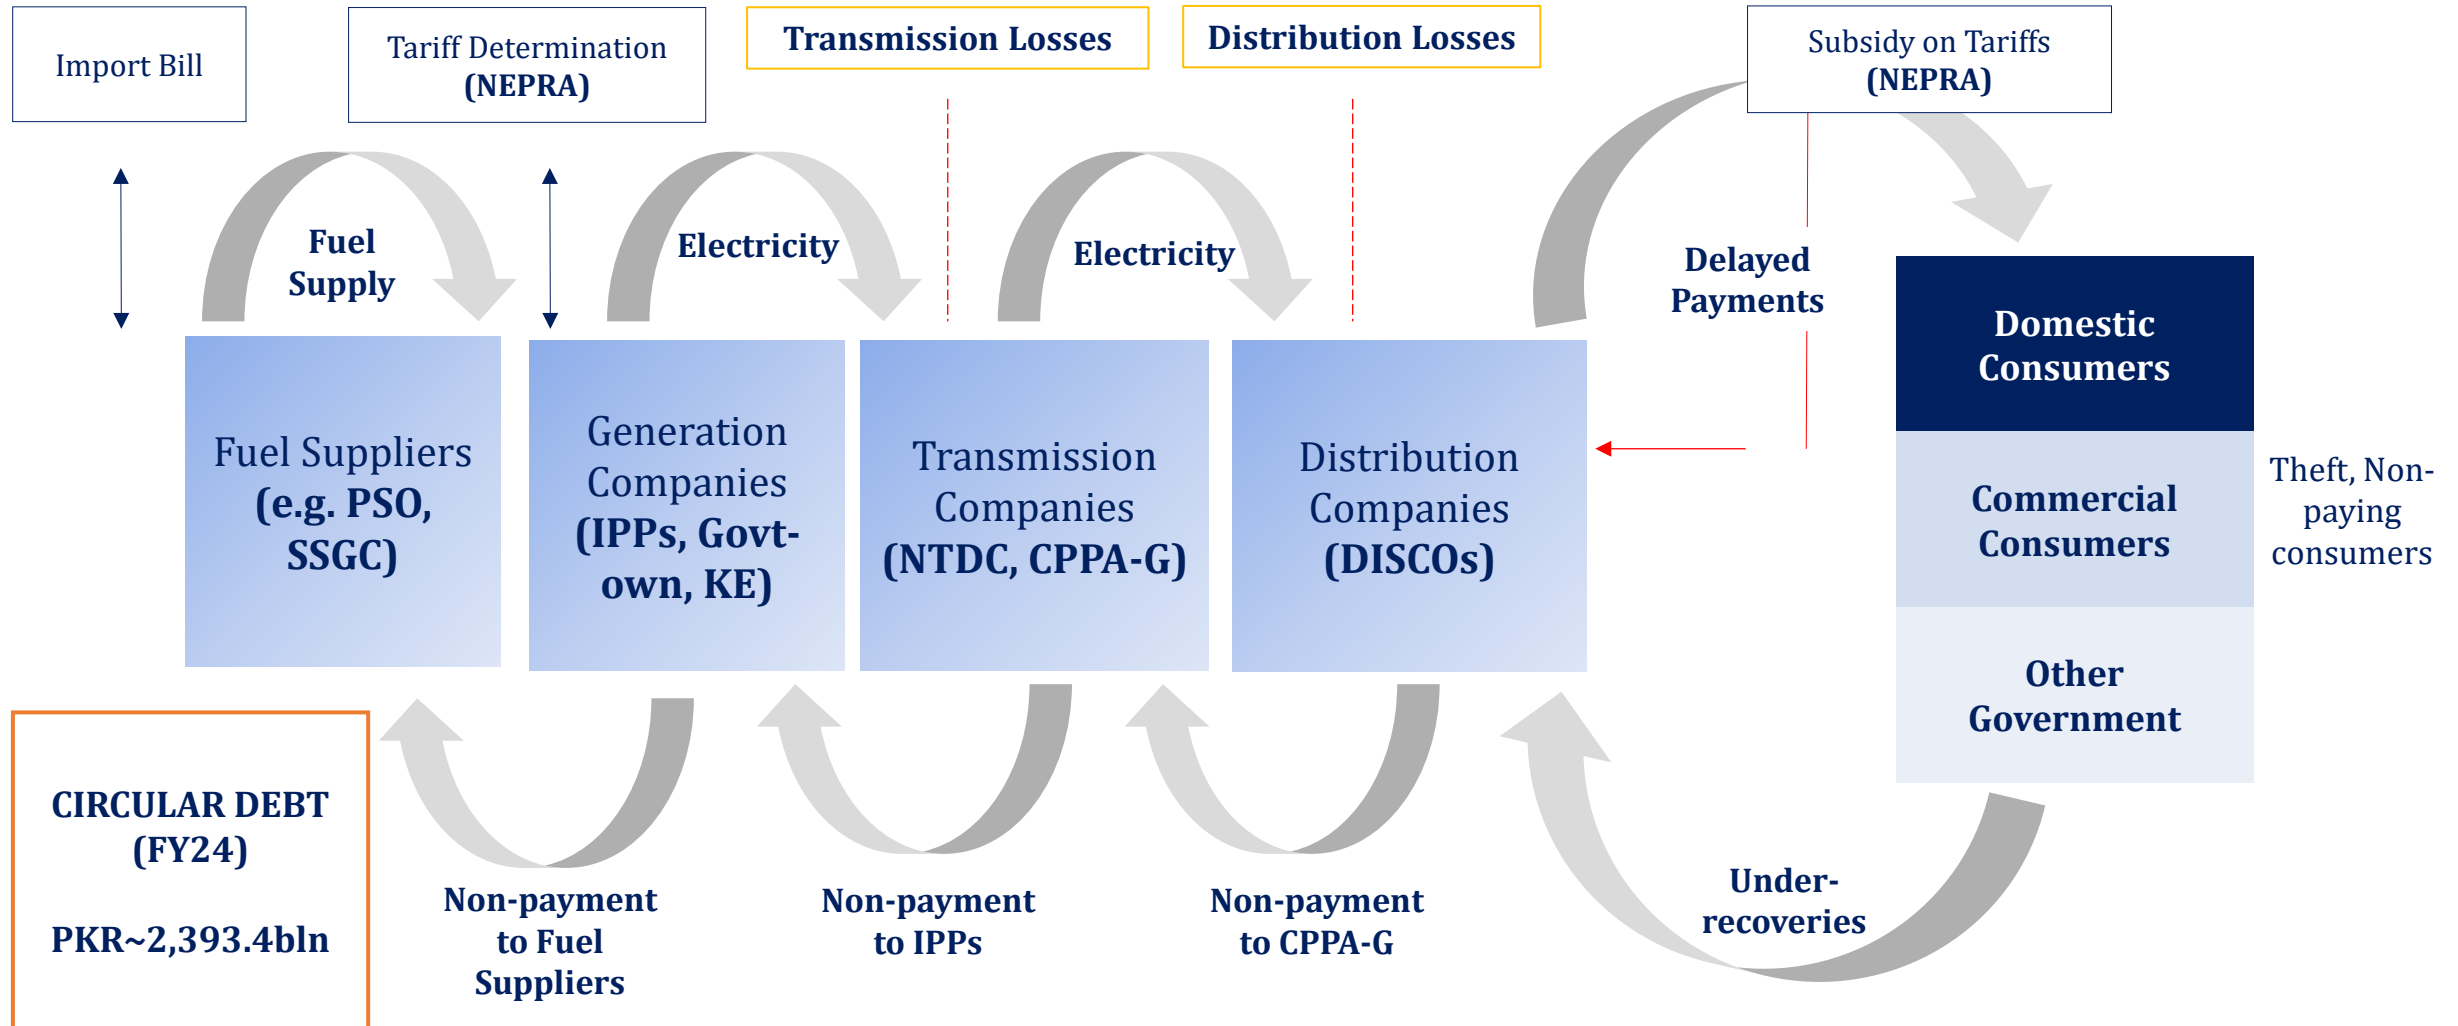 Import Bill
Tariff Determination
(NEPRA)
Transmission Losses
Distribution Losses
Subsidy on Tariffs
(NEPRA)
Fuel
Supply
Electricity
Electricity
Delayed
Payments
Fuel Suppliers
(e.g. PSO,
SSGC)
Generation
Companies
(IPPs, Govt-
own, KE)
Transmission
Companies
(NTDC, CPPA-G)
Distribution
Companies
(DISCOs)
Domestic
Consumers
Commercial
Consumers
Other
Government
Theft, Non-
paying
consumers
CIRCULAR DEBT
(FY24)
PKR~2,393.4bln
Non-payment
to Fuel
Suppliers
Non-payment
to IPPs
Non-payment
to CPPA-G
Under-
recoveries